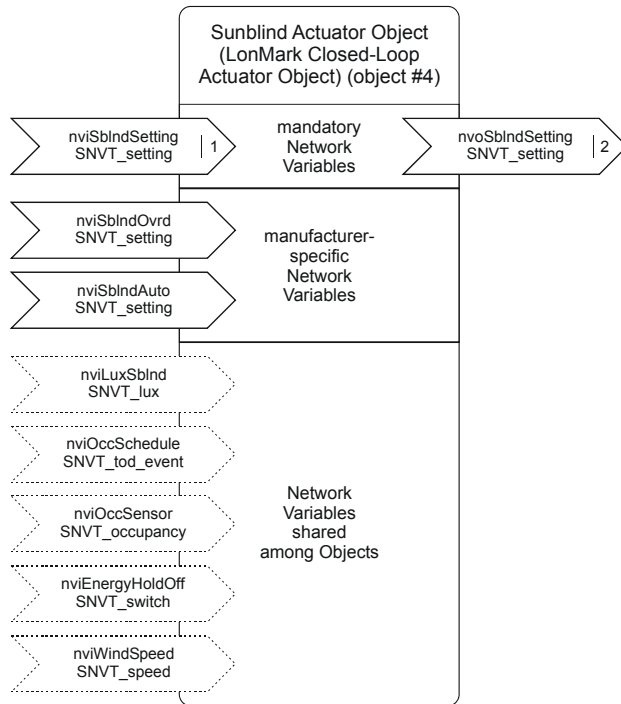 Sunblind Actuator Object
(LonMark Closed-Loop
Actuator Object) (object #4)
nviSblndSetting
SNVT_setting
1
mandatory
Network
Variables
nvoSblndSetting
SNVT_setting
2
nviSblndOvrd
SNVT_setting
nviSblndAuto
SNVT_setting
manufacturer-
specific
Network
Variables
nviLuxSblnd
SNVT_lux
nviOccSchedule
SNVT_tod_event
nviOccSensor
SNVT_occupancy
nviEnergyHoldOff
SNVT_switch
nviWindSpeed
SNVT_speed
Network
Variables
shared
among Objects